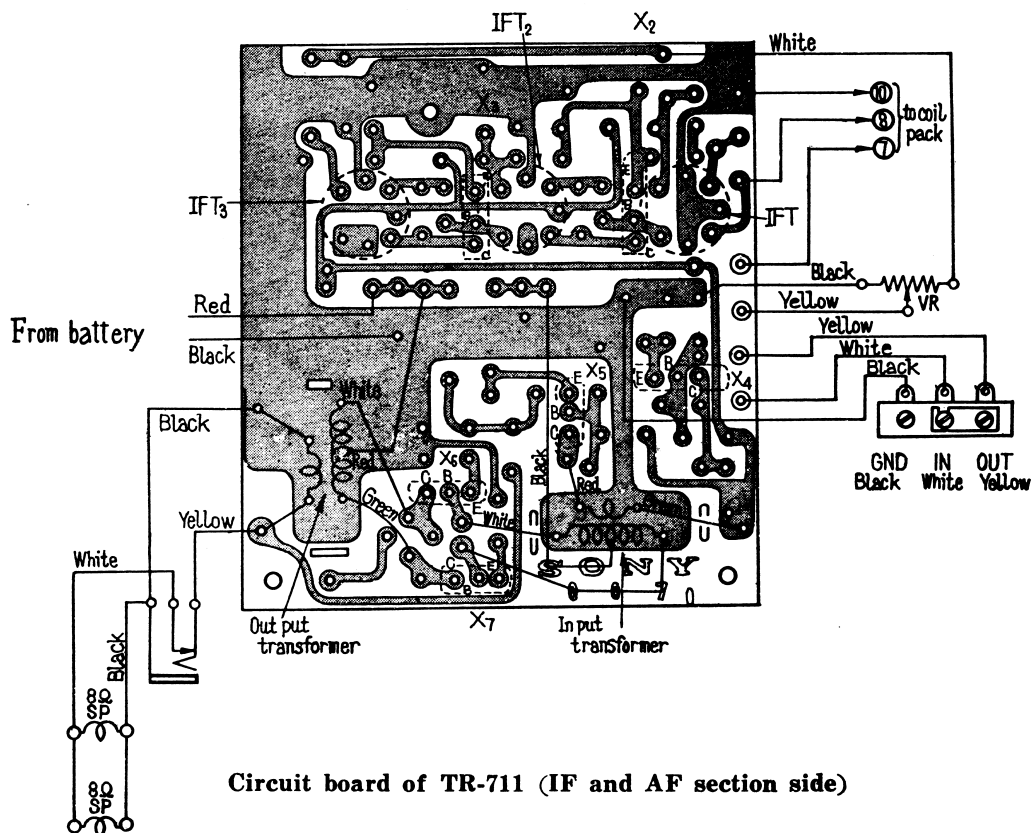 IFT2
X2
White
X3
⑩
⑧
⑦
to coil
pack
IFT3
IFT
E
B
C
Black
Yellow
VR
Red
From battery
Black
Yellow
White
Black
X5
E
B
C
E
B
C
X4
White
Black
Red
GND
Black
IN
White
OUT
Yellow
X6
C
B
E
Green
Black
Red
White
Yellow
White
SONY
711
C
E
B
Out put
transformer
X7
In put
transformer
Black
8Ω
SP
8Ω
SP
Circuit board of TR-711 (IF and AF section side)